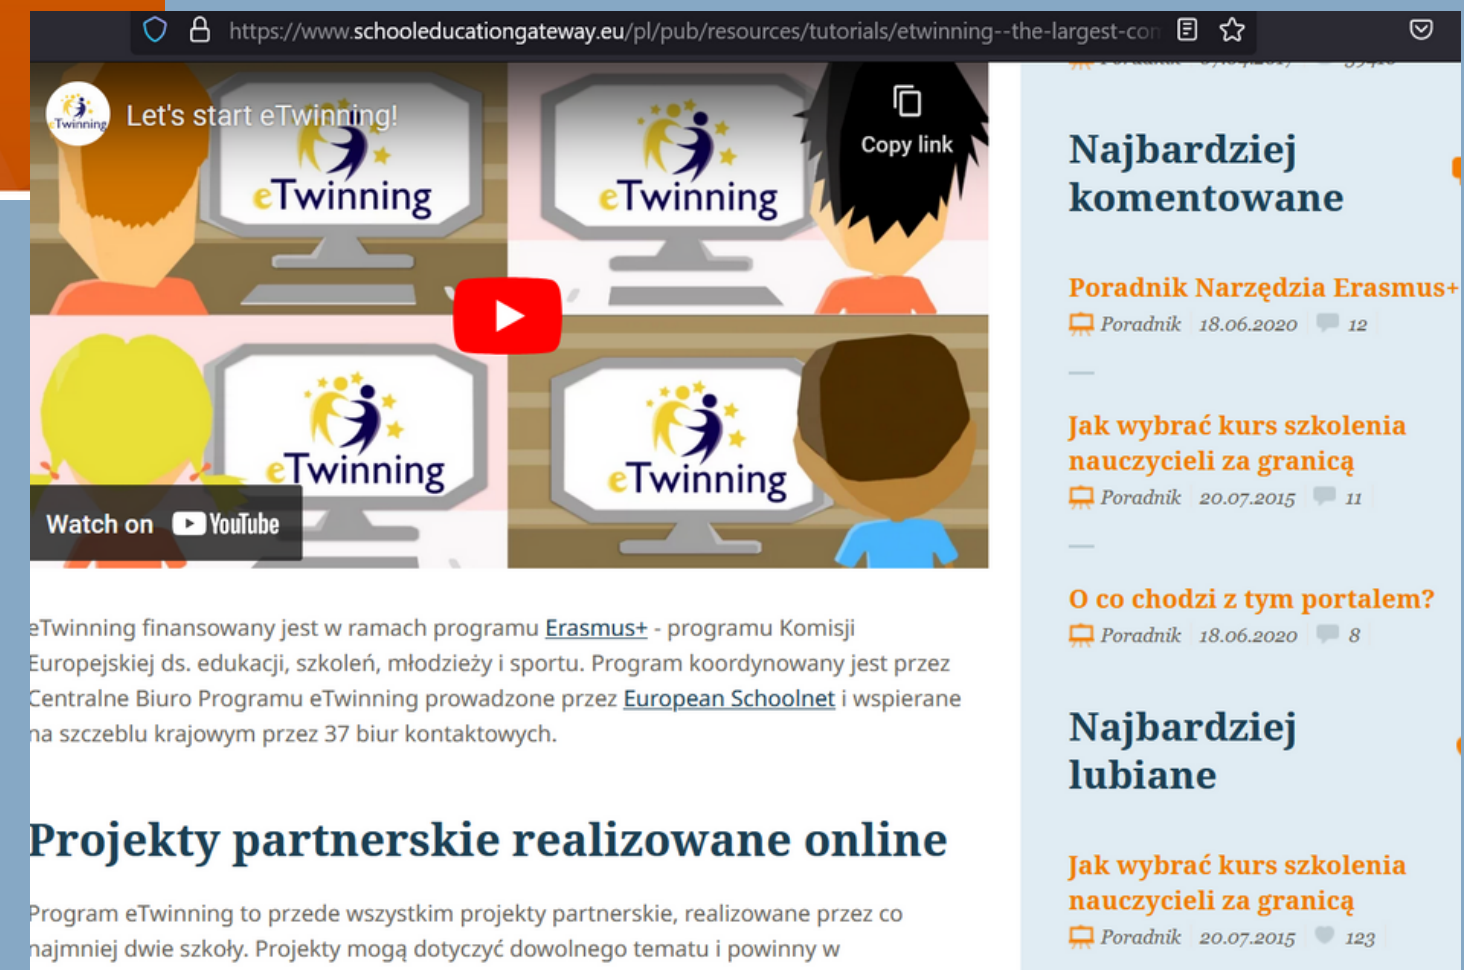 https://www.schooleducationgateway.eu/pl/pub/resources/tutorials/etwinning--the-largest-con
eTwinning
Let's start eTwinning!
Copy link
eTwinning
eTwinning
eTwinning
eTwinning
Watch on YouTube
eTwinning finansowany jest w ramach programu Erasmus+ - programu Komisji
Europejskiej ds. edukacji, szkoleń, młodzieży i sportu. Program koordynowany jest przez
Centralne Biuro Programu eTwinning prowadzone przez European Schoolnet i wspierane
na szczeblu krajowym przez 37 biur kontaktowych.
Projekty partnerskie realizowane online
Program eTwinning to przede wszystkim projekty partnerskie, realizowane przez co
najmniej dwie szkoły. Projekty mogą dotyczyć dowolnego tematu i powinny w
Najbardziej
komentowane
Poradnik Narzędzia Erasmus+
Poradnik 18.06.2020 12
Jak wybrać kurs szkolenia
nauczycieli za granicą
Poradnik 20.07.2015 11
O co chodzi z tym portalem?
Poradnik 18.06.2020 8
Najbardziej
lubiane
Jak wybrać kurs szkolenia
nauczycieli za granicą
Poradnik 20.07.2015 123